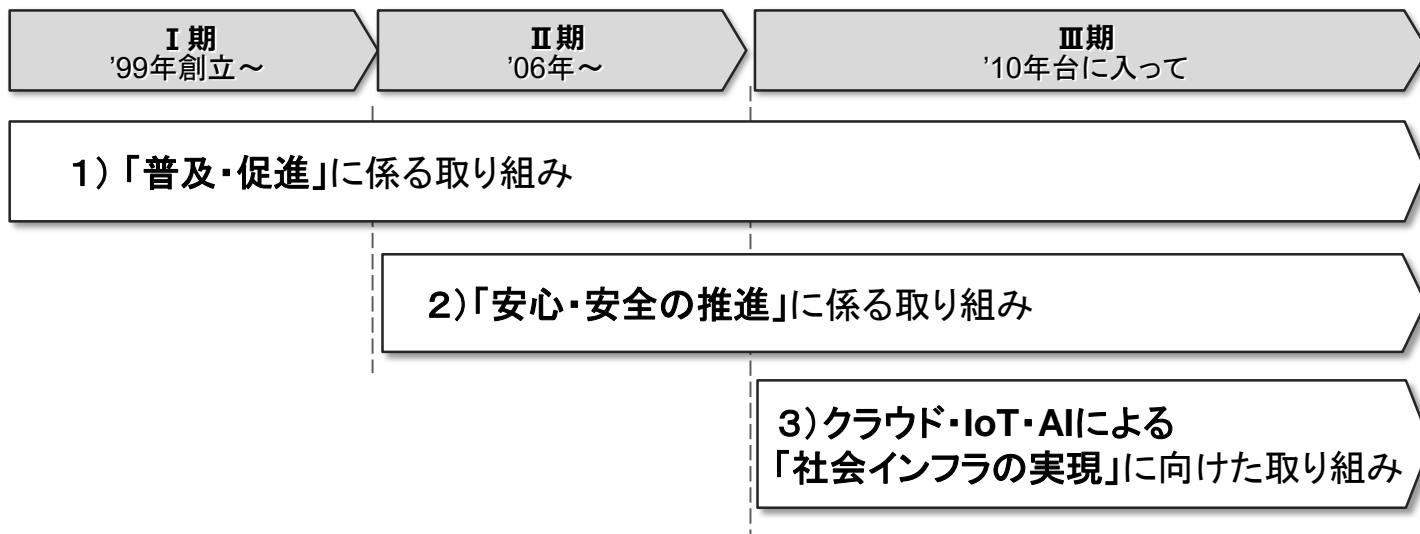 Ⅰ期
'99年創立～
Ⅱ期
'06年～
Ⅲ期
'10年台に入って
１）「普及・促進」に係る取り組み
２）「安心・安全の推進」に係る取り組み
３）クラウド・IoT・AIによる
「社会インフラの実現」に向けた取り組み